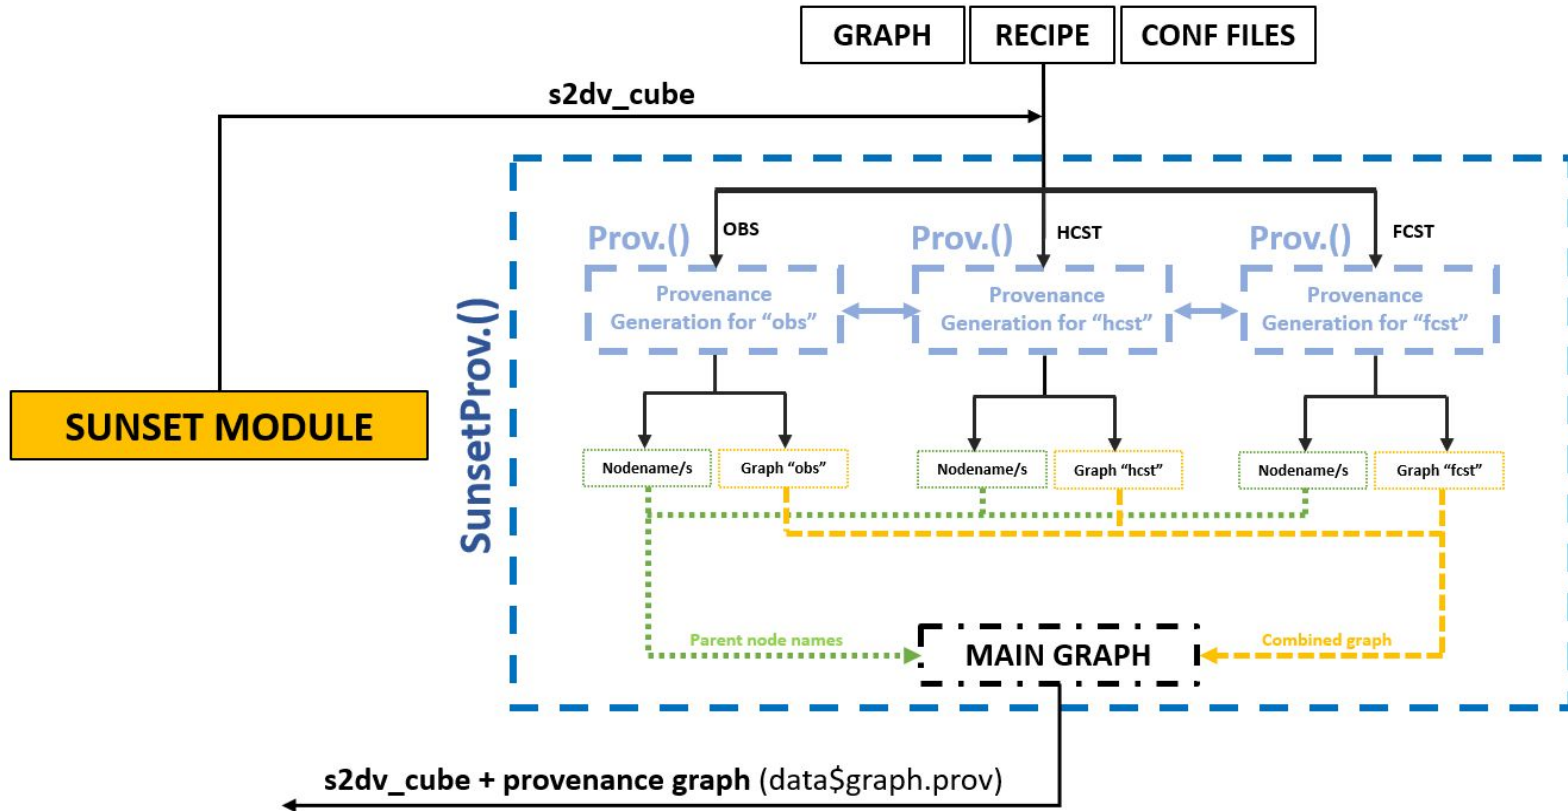 GRAPH
RECIPE
CONF FILES
s2dv_cube
OBS
HCST
FCST
Prov.()
Prov.()
Prov.()
Provenance
Generation for “obs”
Provenance
Generation for “hcst”
Provenance
Generation for “fcst”
SunsetProv.()
SUNSET MODULE
Nodename/s
Graph “obs”
Nodename/s
Graph “hcst”
Nodename/s
Graph “fcst”
Parent node names
MAIN GRAPH
Combined graph
s2dv_cube + provenance graph (data$graph.prov)